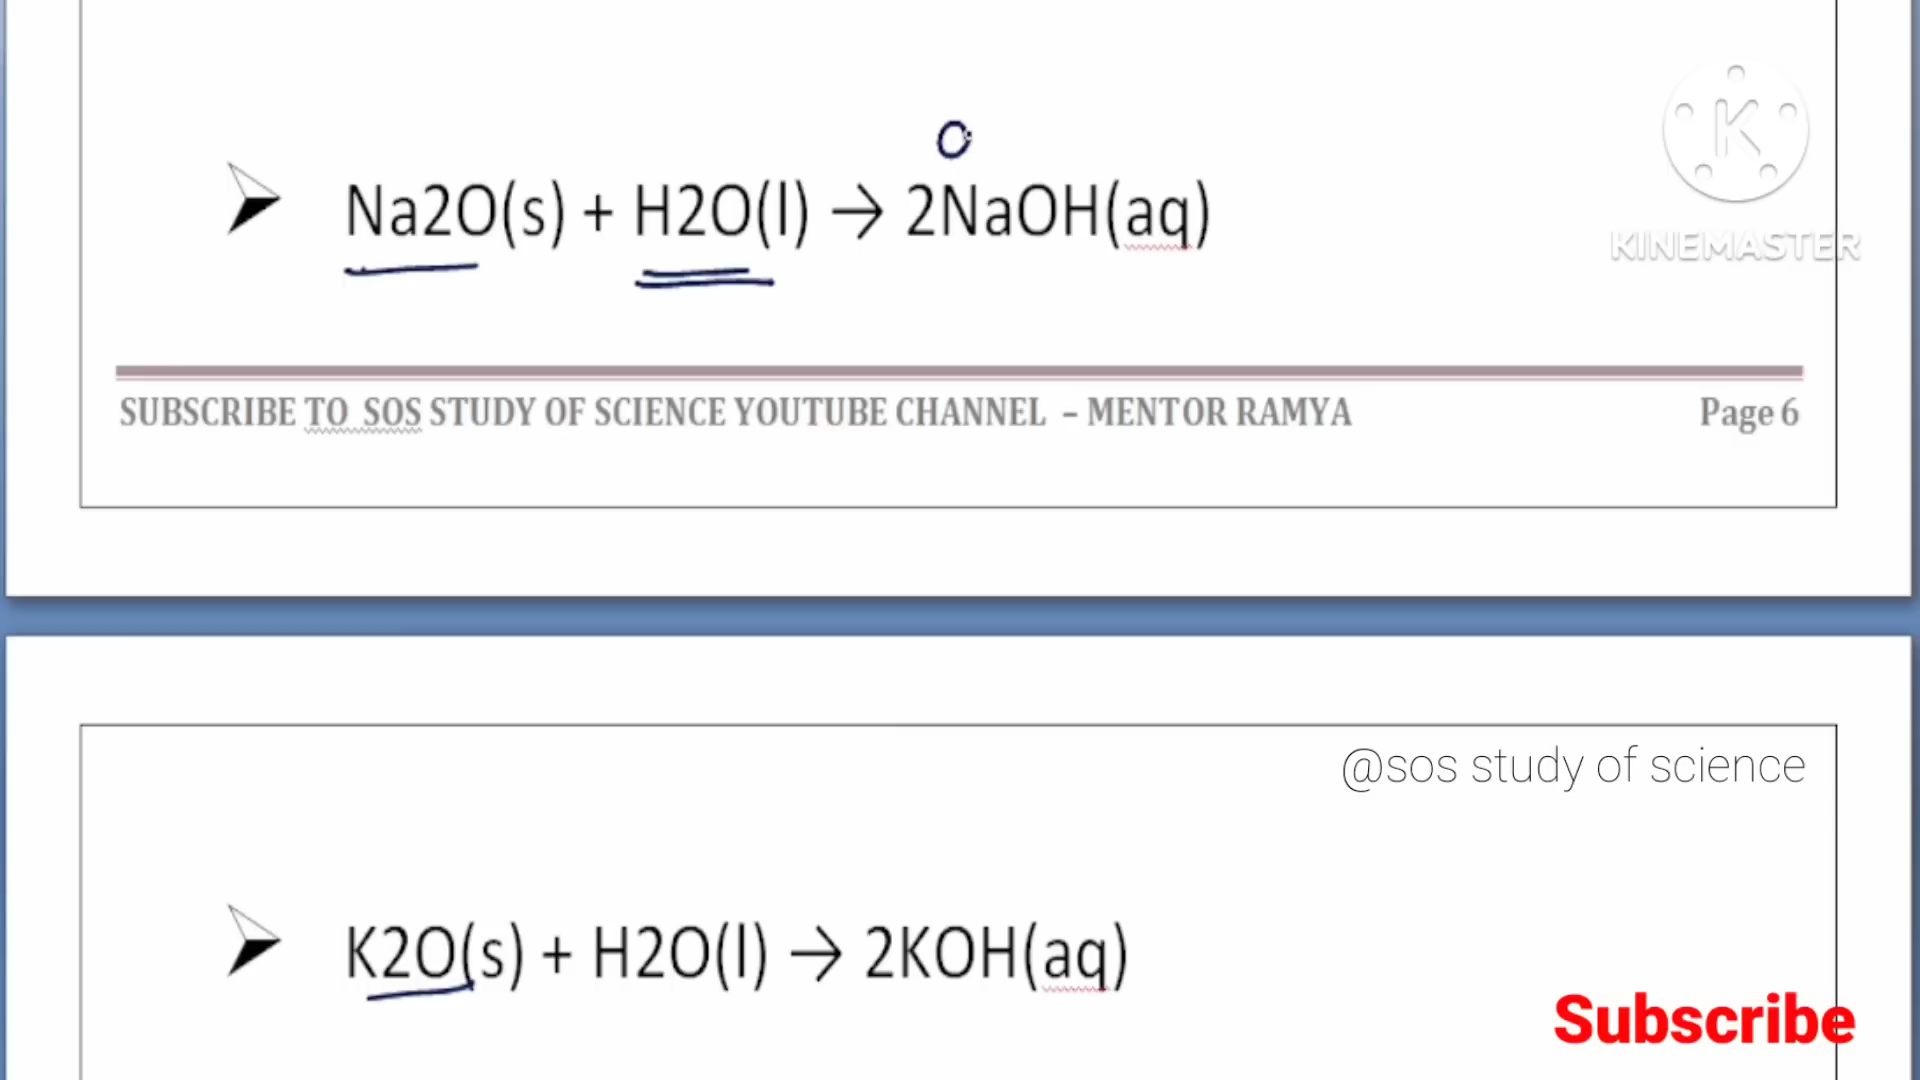 O
Na2O(s) + H2O(l) → 2NaOH(aq)
K
KINEMASTER
SUBSCRIBE TO SOS STUDY OF SCIENCE YOUTUBE CHANNEL – MENTOR RAMYA Page 6
@sos study of science
K2O(s) + H2O(l) → 2KOH(aq)
Subscribe